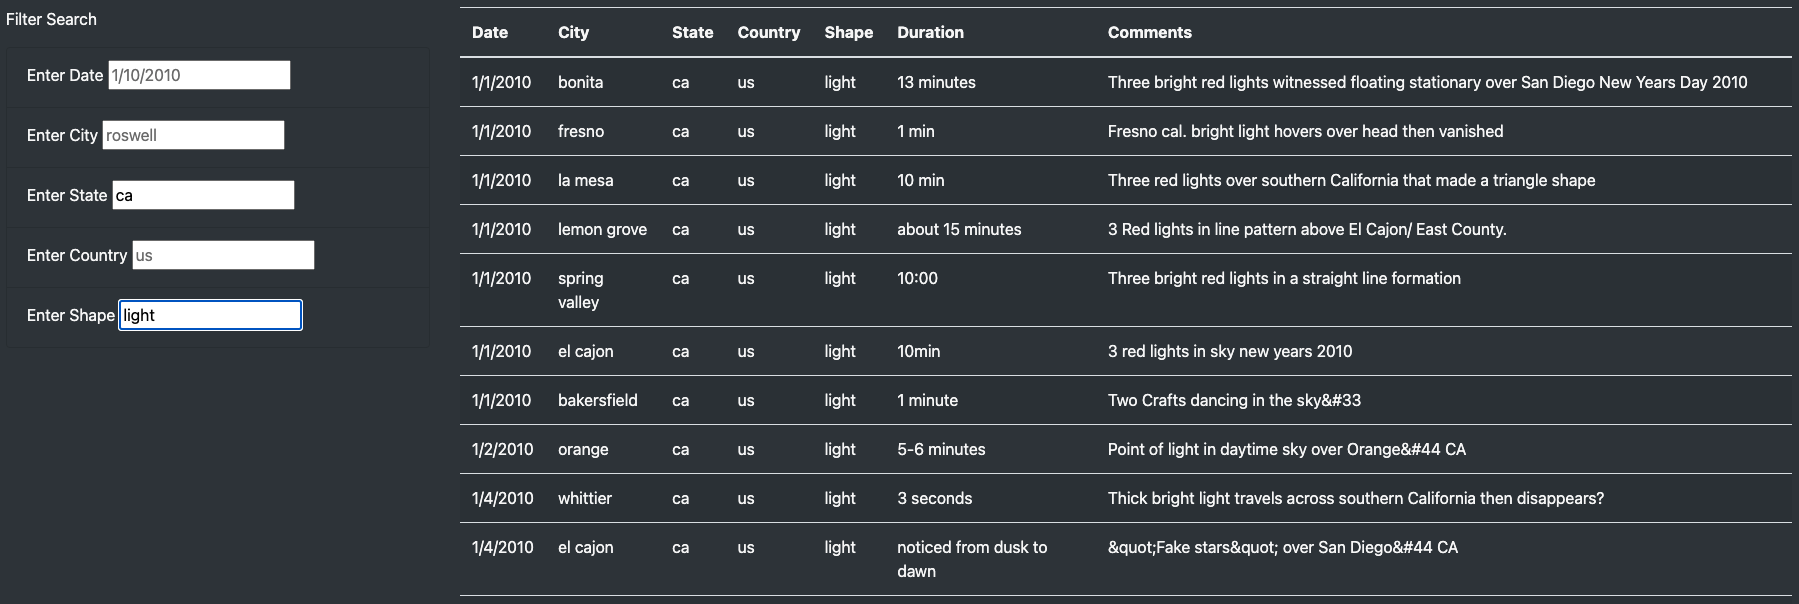 Filter Search
Enter Date 1/10/2010
Enter City roswell
Enter State ca
Enter Country us
Enter Shape light
Date City State Country Shape Duration Comments
1/1/2010 bonita ca us light 13 minutes Three bright red lights witnessed floating stationary over San Diego New Years Day 2010
1/1/2010 fresno ca us light 1 min Fresno cal. bright light hovers over head then vanished
1/1/2010 la mesa ca us light 10 min Three red lights over southern California that made a triangle shape
1/1/2010 lemon grove ca us light about 15 minutes 3 Red lights in line pattern above El Cajon/ East County.
1/1/2010 spring ca us light 10:00 Three bright red lights in a straight line formation
valley
1/1/2010 el cajon ca us light 10min 3 red lights in sky new years 2010
1/1/2010 bakersfield ca us light 1 minute Two Crafts dancing in the sky&#33
1/2/2010 orange ca us light 5-6 minutes Point of light in daytime sky over Orange&#44 CA
1/4/2010 whittier ca us light 3 seconds Thick bright light travels across southern California then disappears?
1/4/2010 el cajon ca us light noticed from dusk to &quot;Fake stars&quot; over San Diego&#44 CA
dawn